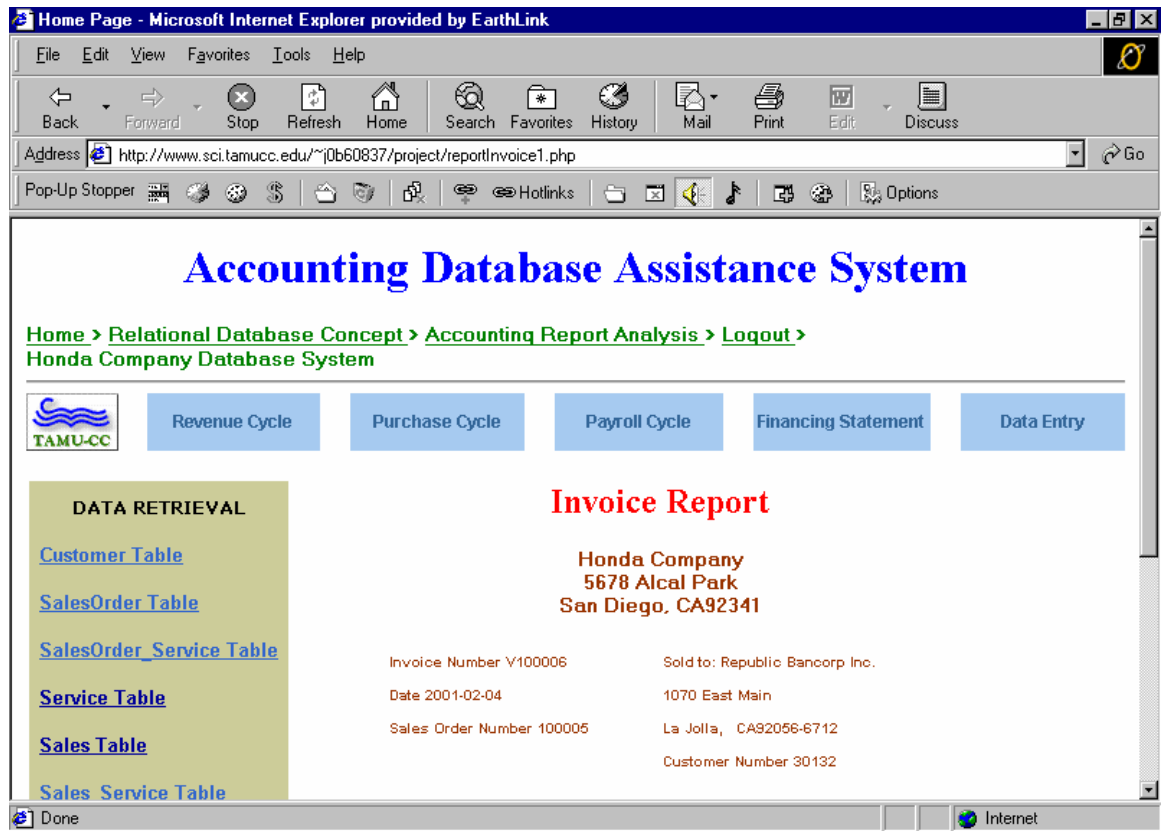 Home Page - Microsoft Internet Explorer provided by EarthLink
File Edit View Favorites Tools Help
Back Forward Stop Refresh Home Search Favorites History Mail Print Edit Discuss
Address http://www.sci.tamucc.edu/~j0b60837/project/reportInvoice1.php Go
Pop-Up Stopper Hotlinks Options
Accounting Database Assistance System
Home > Relational Database Concept > Accounting Report Analysis > Logout >
Honda Company Database System
TAMU-CC
Revenue Cycle Purchase Cycle Payroll Cycle Financing Statement Data Entry
DATA RETRIEVAL
Customer Table
SalesOrder Table
SalesOrder_Service Table
Service Table
Sales Table
Sales_Service Table
Invoice Report
Honda Company
5678 Alcal Park
San Diego, CA92341
Invoice Number V100006
Date 2001-02-04
Sales Order Number 100005
Sold to: Republic Bancorp Inc.
1070 East Main
La Jolla, CA92056-6712
Customer Number 30132
Done Internet